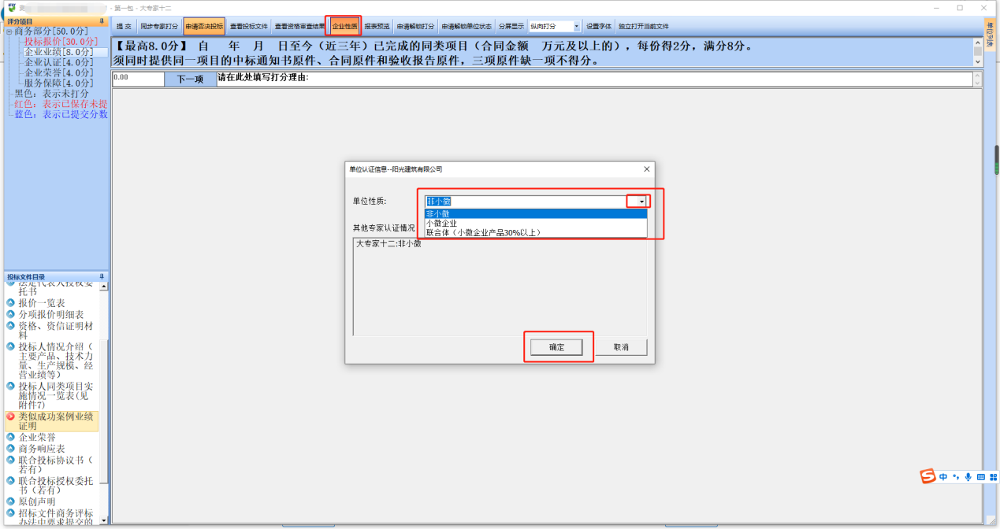 - 第一包 - 大专家十二
评分项目
商务部分[50.0分]
投标报价[30.0分]
企业业绩[8.0分]
企业认证[4.0分]
企业荣誉[4.0分]
服务保障[4.0分]
黑色：表示未打分
红色：表示已保存未提
蓝色：表示已提交分数
提 交 同步专家打分 申请否决投标 查看投标文件 查看资格审查结果 企业性质 报表预览 申请解锁打分 申请解锁单位状态 分屏显示 纵向打分 设置字体 独立打开当前文件
单位列表
【最高8.0分】 自 年 月 日至今（近三年）已完成的同类项目（合同金额 万元及以上的），每份得2分，满分8分。
须同时提供同一项目的中标通知书原件、合同原件和验收报告原件，三项原件缺一项不得分。
0.00 下一项 请在此处填写打分理由:
单位认证信息--阳光建筑有限公司
单位性质: 非小微
非小微
小微企业
联合体（小微企业产品30%以上）
其他专家认证情况
大专家十二:非小微
确定 取消
投标文件目录
法定代表人授权委
托书
报价一览表
分项报价明细表
资格、资信证明材
料
投标人情况介绍（
主要产品、技术力
量、生产规模、经
营业绩等）
投标人同类项目实
施情况一览表(见
附件7)
类似成功案例业绩
证明
企业荣誉
商务响应表
联合投标协议书（
若有）
联合投标授权委托
书（若有）
原创声明
招标文件商务评标
办法中要求提交的
中